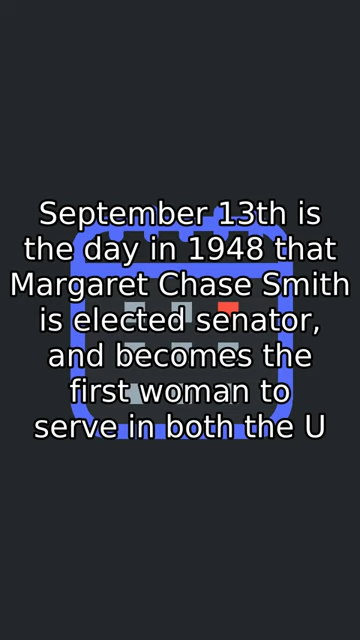 September 13th is
the day in 1948 that
Margaret Chase Smith
is elected senator,
and becomes the
first woman to
serve in both the U